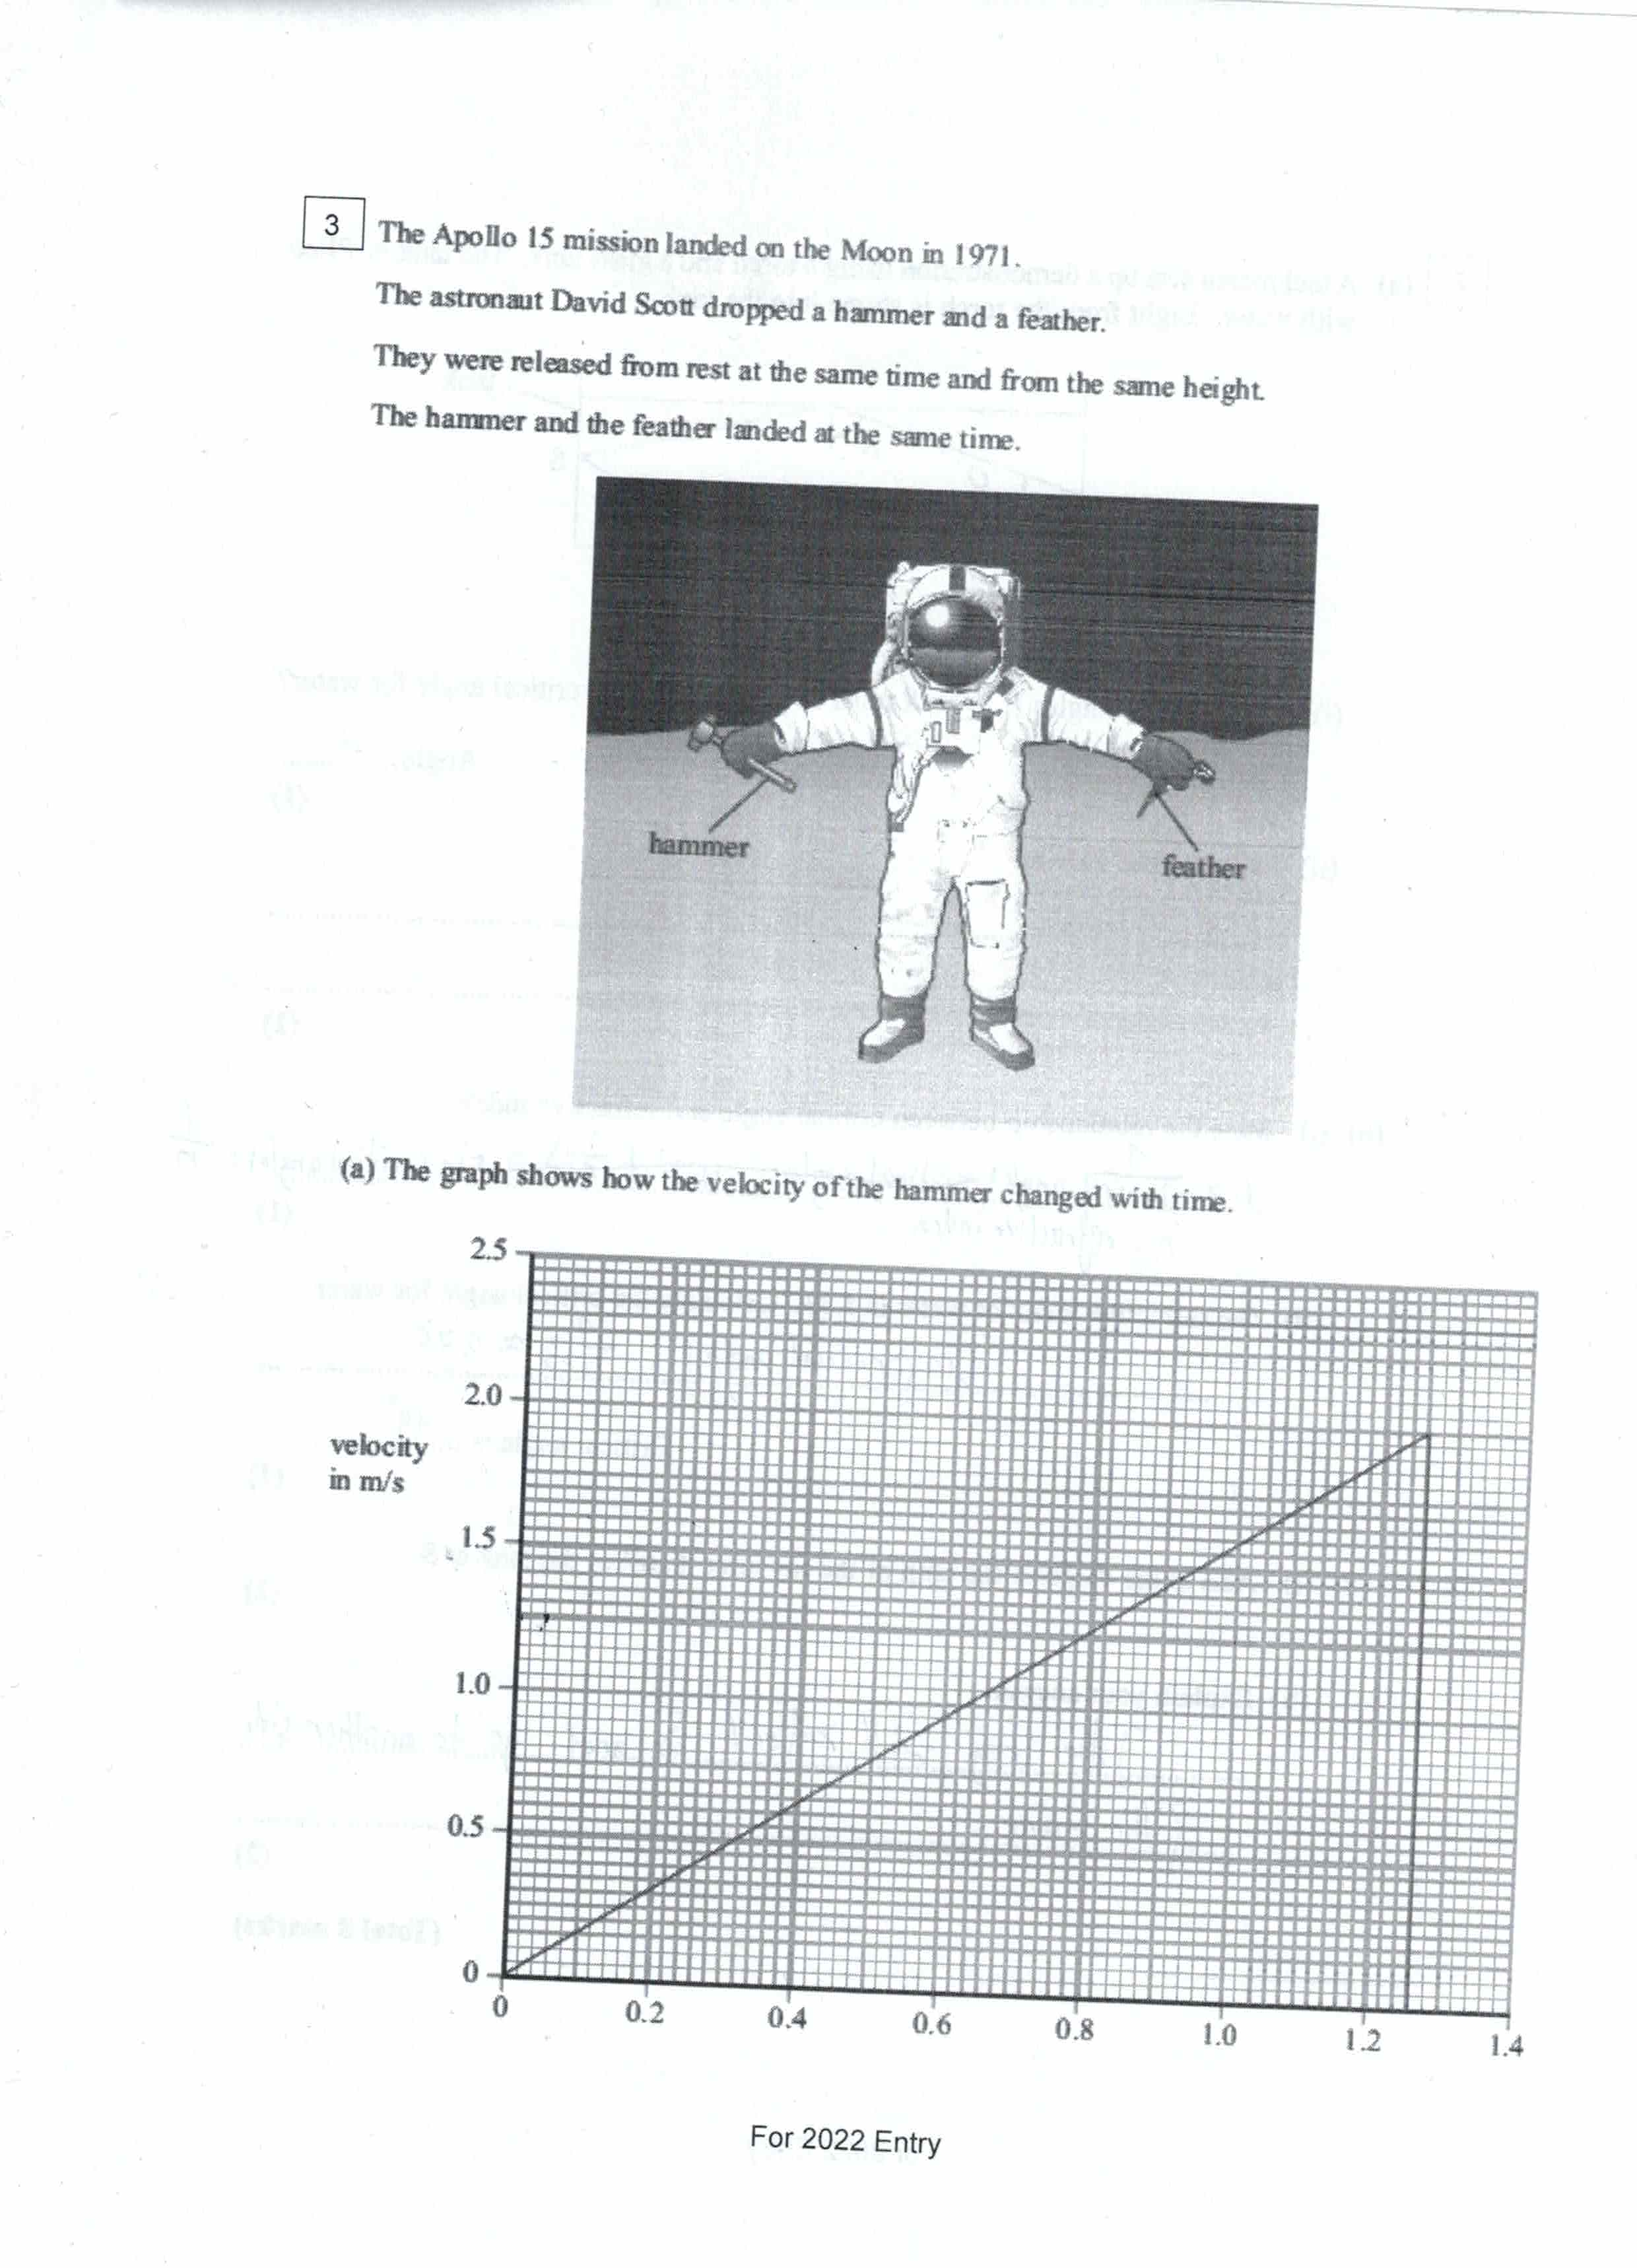 3 The Apollo 15 mission landed on the Moon in 1971.
The astronaut David Scott dropped a hammer and a feather.
They were released from rest at the same time and from the same height.
The hammer and the feather landed at the same time.
hammer
feather
(a) The graph shows how the velocity of the hammer changed with time.
2.5
2.0
velocity
in m/s
1.5
1.0
0.5
0
0 0.2 0.4 0.6 0.8 1.0 1.2 1.4
For 2022 Entry